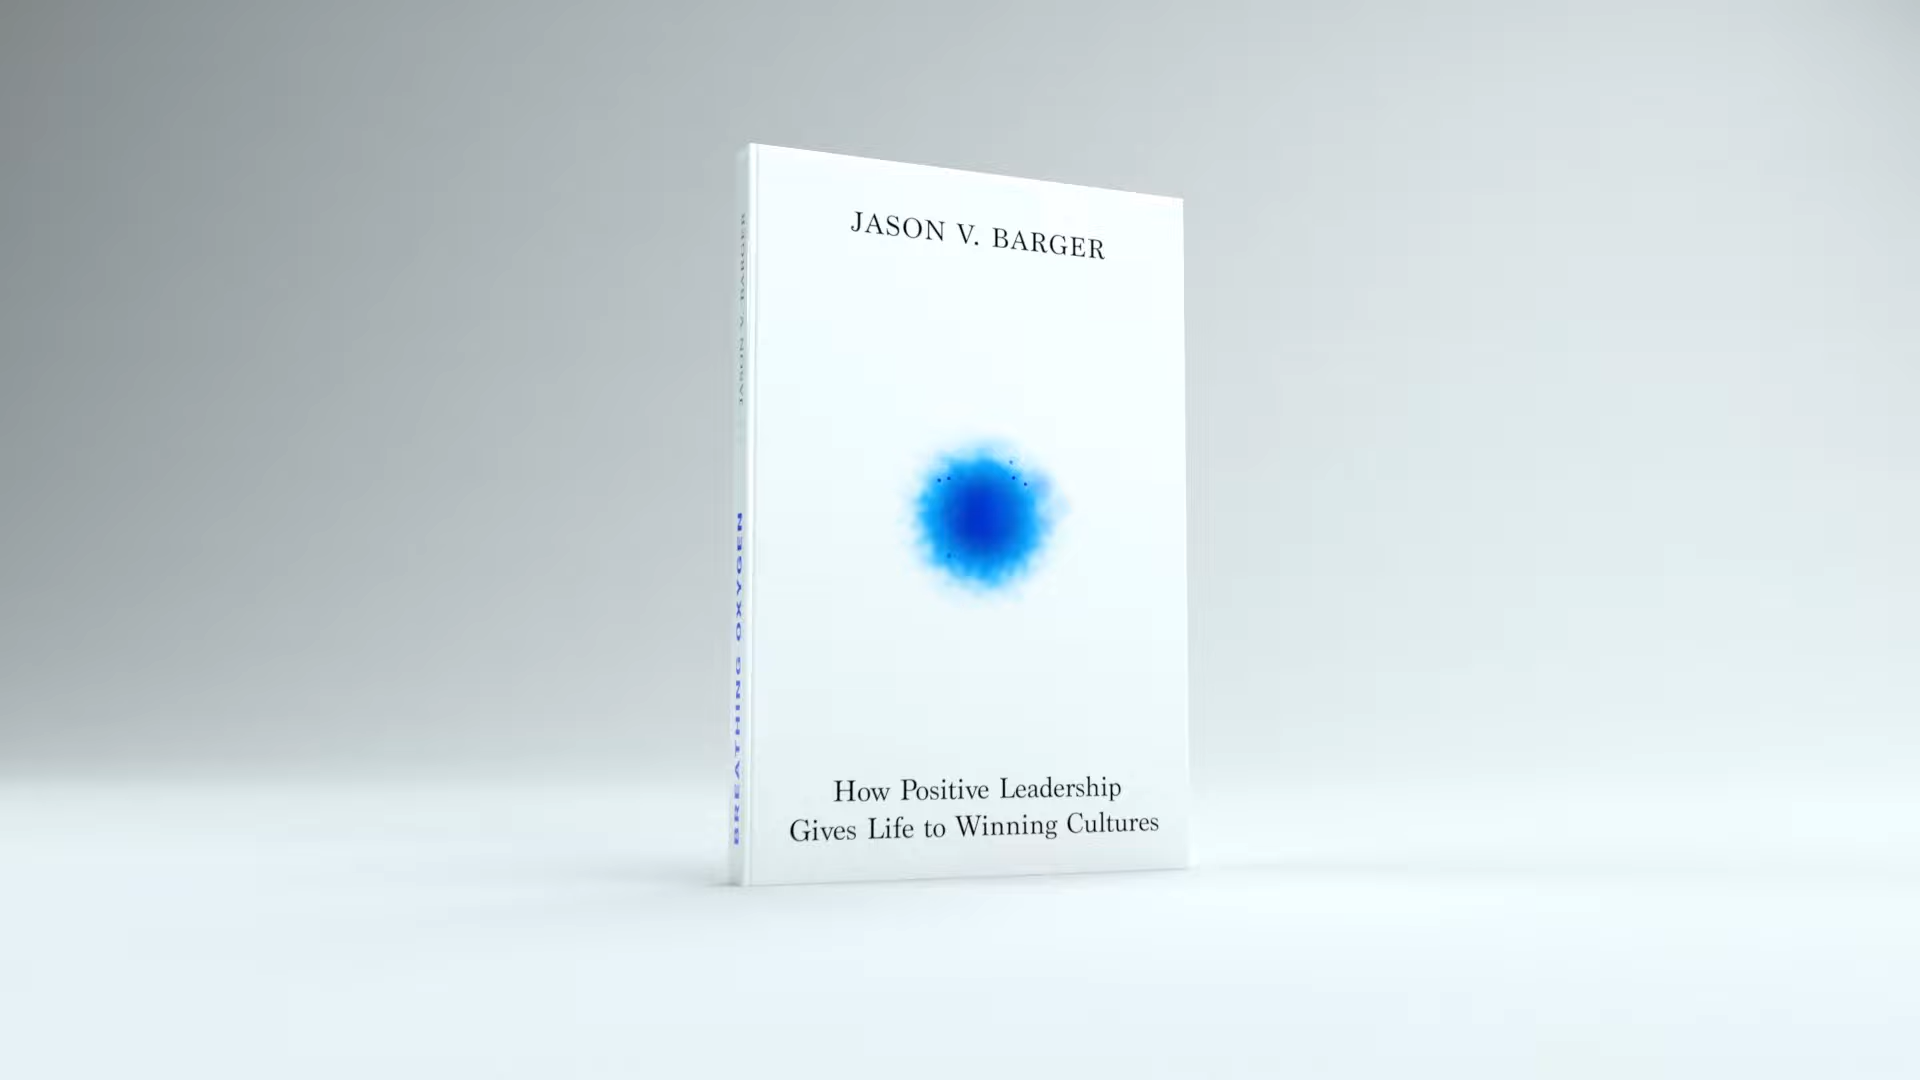 JASON V. BARGER
How Positive Leadership
Gives Life to Winning Cultures
BREATHING OXYGEN
JASON V. BARGER